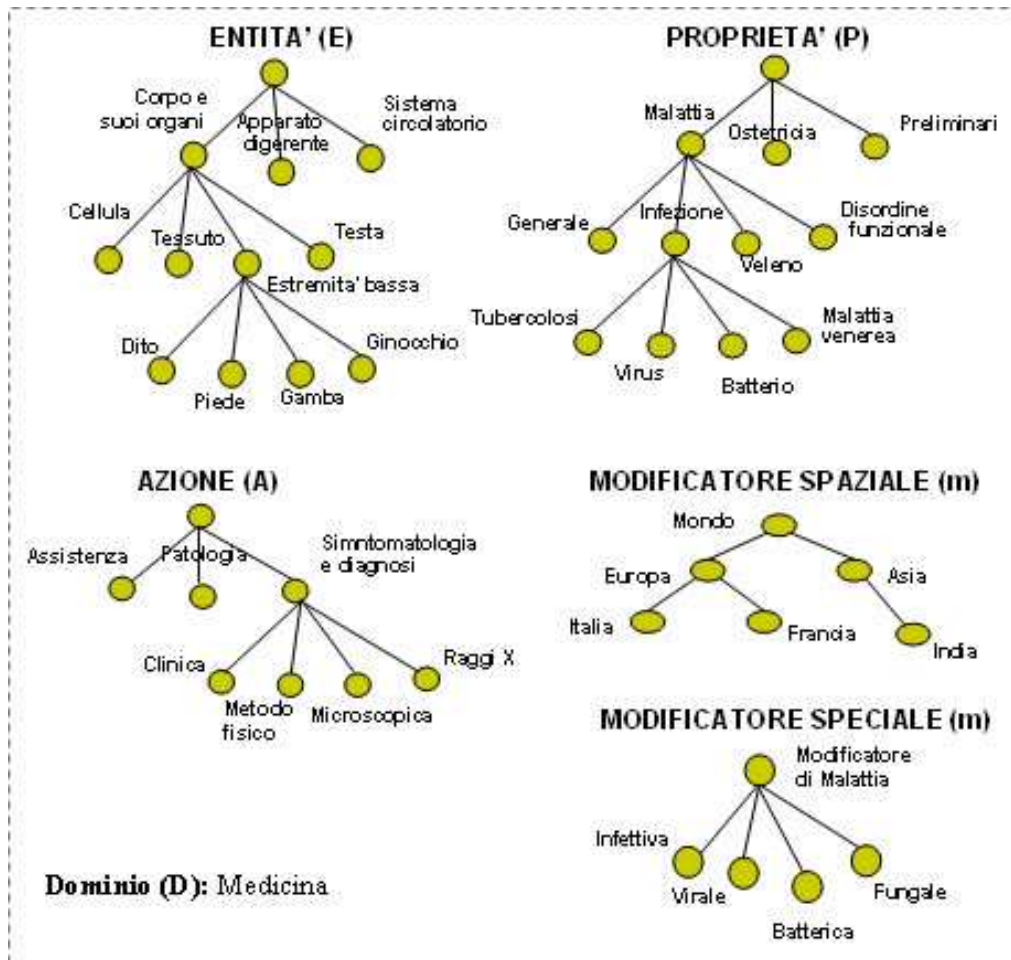 ENTITA' (E)
Corpo e
suoi organi
Apparato
digerente
Sistema
circolatorio
Cellula
Tessuto
Testa
Estremita' bassa
Dito
Piede
Gamba
Ginocchio
PROPRIETA' (P)
Malattia
Ostetricia
Preliminari
Generale
Infezione
Veleno
Disordine
funzionale
Tubercolosi
Virus
Batterio
Malattia
venerea
AZIONE (A)
Assistenza
Patologia
Simntomatologia
e diagnosi
Clinica
Metodo
fisico
Microscopica
Raggi X
MODIFICATORE SPAZIALE (m)
Mondo
Europa
Asia
Italia
Francia
India
MODIFICATORE SPECIALE (m)
Modificatore
di Malattia
Infettiva
Virale
Batterica
Fungale
Dominio (D): Medicina